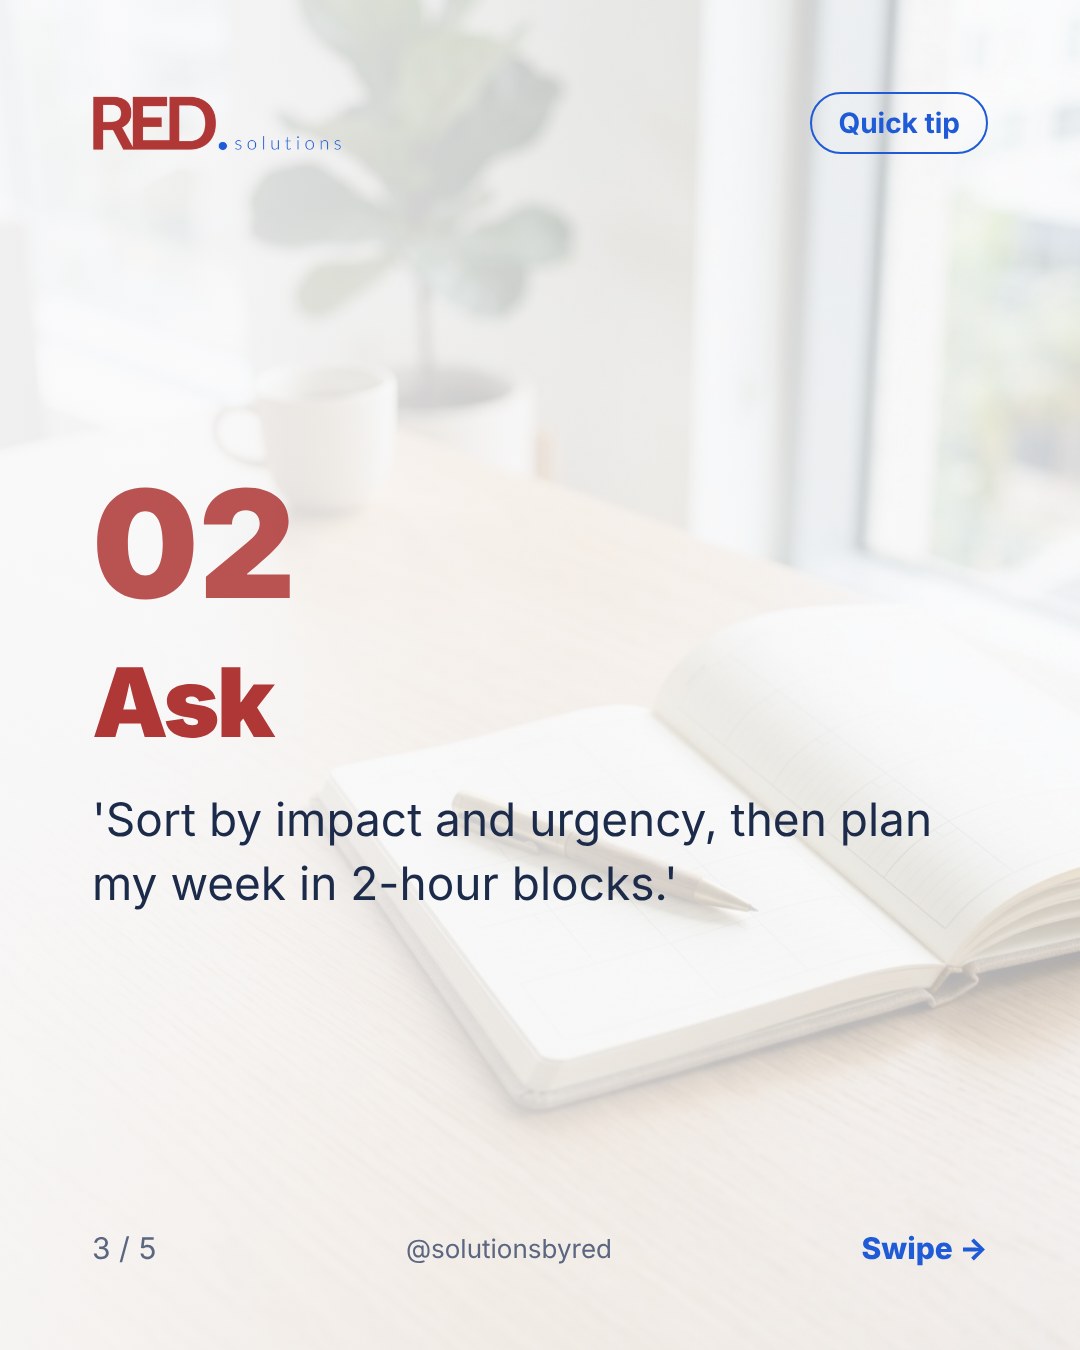 RED.solutions
Quick tip
02
Ask
'Sort by impact and urgency, then plan
my week in 2-hour blocks.'
3 / 5
@solutionsbyred
Swipe →